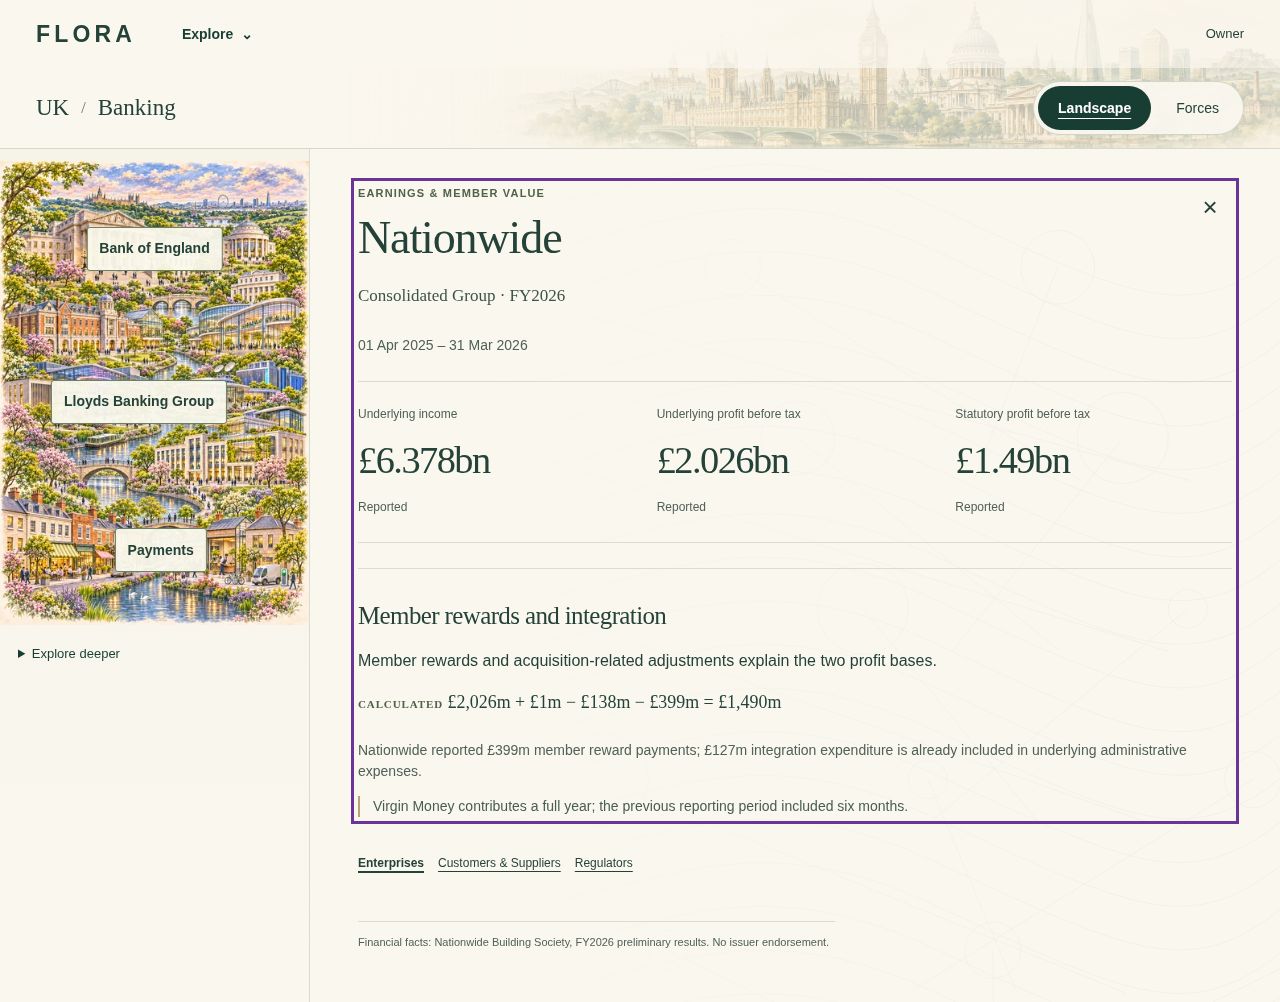 FLORA
Explore
Owner
UK / Banking
Landscape
Forces
Bank of England
Lloyds Banking Group
Payments
Explore deeper
EARNINGS & MEMBER VALUE
Nationwide
Consolidated Group · FY2026
01 Apr 2025 – 31 Mar 2026
Underlying income
£6.378bn
Reported
Underlying profit before tax
£2.026bn
Reported
Statutory profit before tax
£1.49bn
Reported
Member rewards and integration
Member rewards and acquisition-related adjustments explain the two profit bases.
CALCULATED £2,026m + £1m − £138m − £399m = £1,490m
Nationwide reported £399m member reward payments; £127m integration expenditure is already included in underlying administrative
expenses.
Virgin Money contributes a full year; the previous reporting period included six months.
Enterprises
Customers & Suppliers
Regulators
Financial facts: Nationwide Building Society, FY2026 preliminary results. No issuer endorsement.